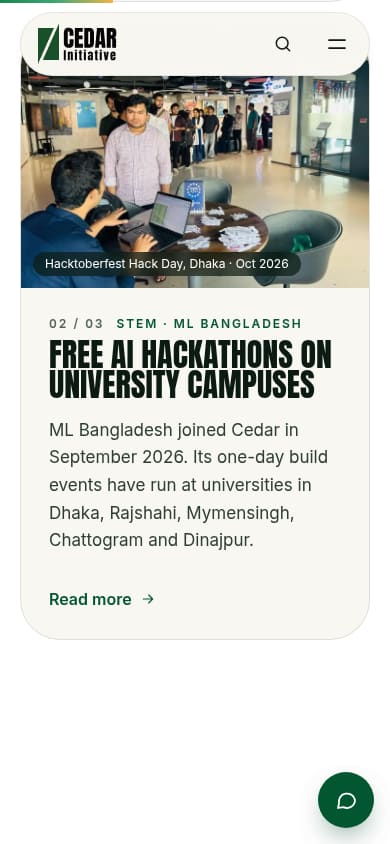 CEDAR
Initiative
Hacktoberfest Hack Day, Dhaka · Oct 2026
02 / 03 STEM · ML BANGLADESH
FREE AI HACKATHONS ON
UNIVERSITY CAMPUSES
ML Bangladesh joined Cedar in
September 2026. Its one-day build
events have run at universities in
Dhaka, Rajshahi, Mymensingh,
Chattogram and Dinajpur.
Read more →